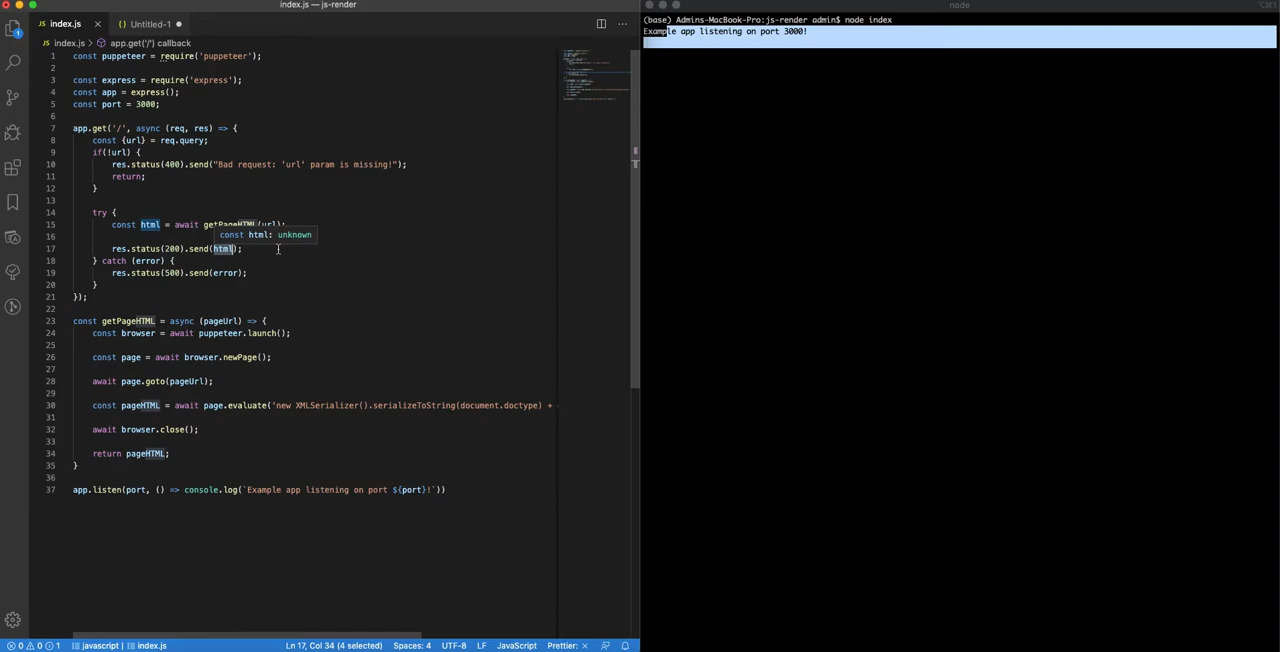 index.js — js-render
node
⌥⌘1
JS index.js ×
{ } Untitled-1 ●
JS index.js > app.get('/') callback
1 const puppeteer = require('puppeteer');
2
3 const express = require('express');
4 const app = express();
5 const port = 3000;
6
7 app.get('/', async (req, res) => {
8 const {url} = req.query;
9 if(!url) {
10 res.status(400).send("Bad request: 'url' param is missing!");
11 return;
12 }
13
14 try {
15 const html = await getPageHTML(url);
const html: unknown
16
17 res.status(200).send(html);
18 } catch (error) {
19 res.status(500).send(error);
20 }
21 });
22
23 const getPageHTML = async (pageUrl) => {
24 const browser = await puppeteer.launch();
25
26 const page = await browser.newPage();
27
28 await page.goto(pageUrl);
29
30 const pageHTML = await page.evaluate('new XMLSerializer().serializeToString(document.doctype) +
31
32 await browser.close();
33
34 return pageHTML;
35 }
36
37 app.listen(port, () => console.log(`Example app listening on port ${port}!`))
(base) Admins-MacBook-Pro:js-render admin$ node index
Example app listening on port 3000!
1
0 0 1 javascript | index.js Ln 17, Col 34 (4 selected) Spaces: 4 UTF-8 LF JavaScript Prettier: ×